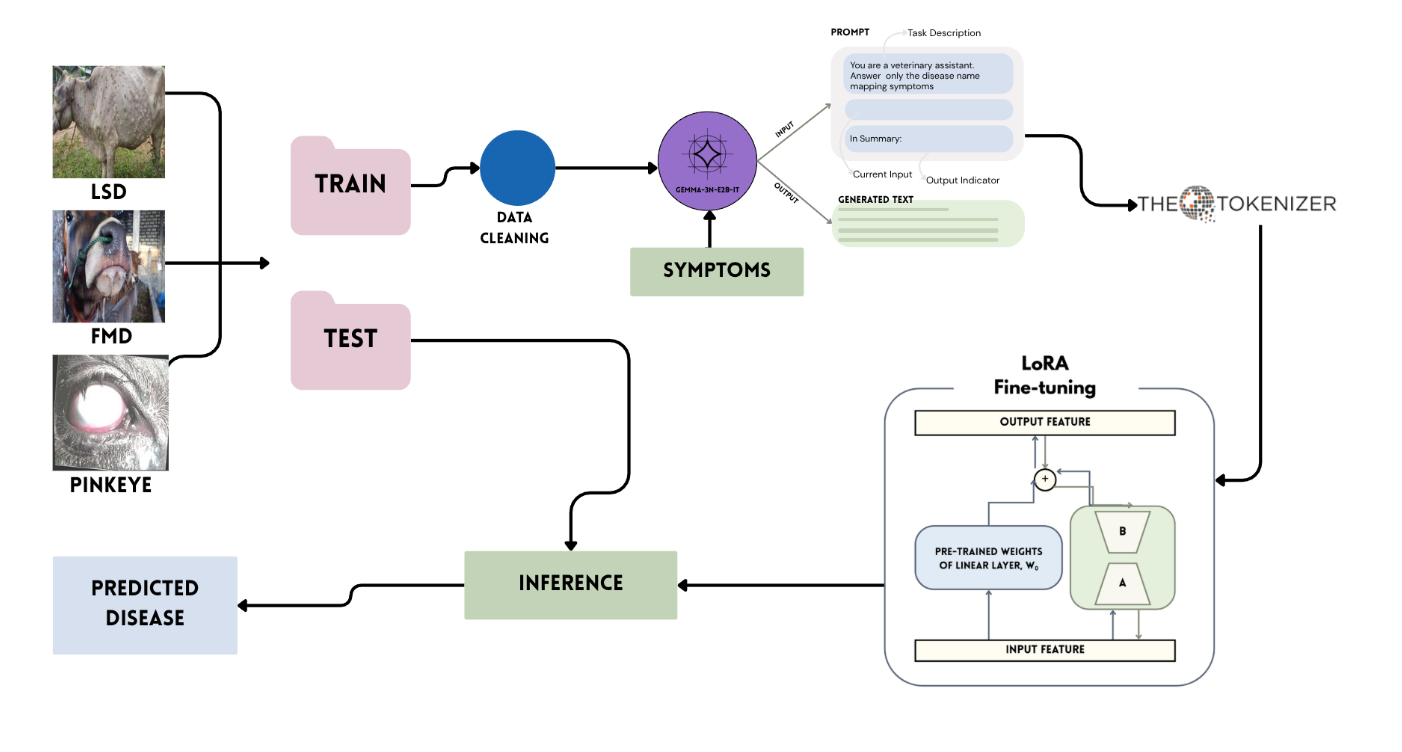 LSD
FMD
PINKEYE
TRAIN
TEST
DATA
CLEANING
GEMMA-3N-E2B-IT
SYMPTOMS
INPUT
OUTPUT
PROMPT
Task Description
You are a veterinary assistant.
Answer only the disease name
mapping symptoms
In Summary:
Current Input
Output Indicator
GENERATED TEXT
THE TOKENIZER
LoRA
Fine-tuning
OUTPUT FEATURE
+
B
PRE-TRAINED WEIGHTS
OF LINEAR LAYER, W₀
A
INPUT FEATURE
INFERENCE
PREDICTED
DISEASE